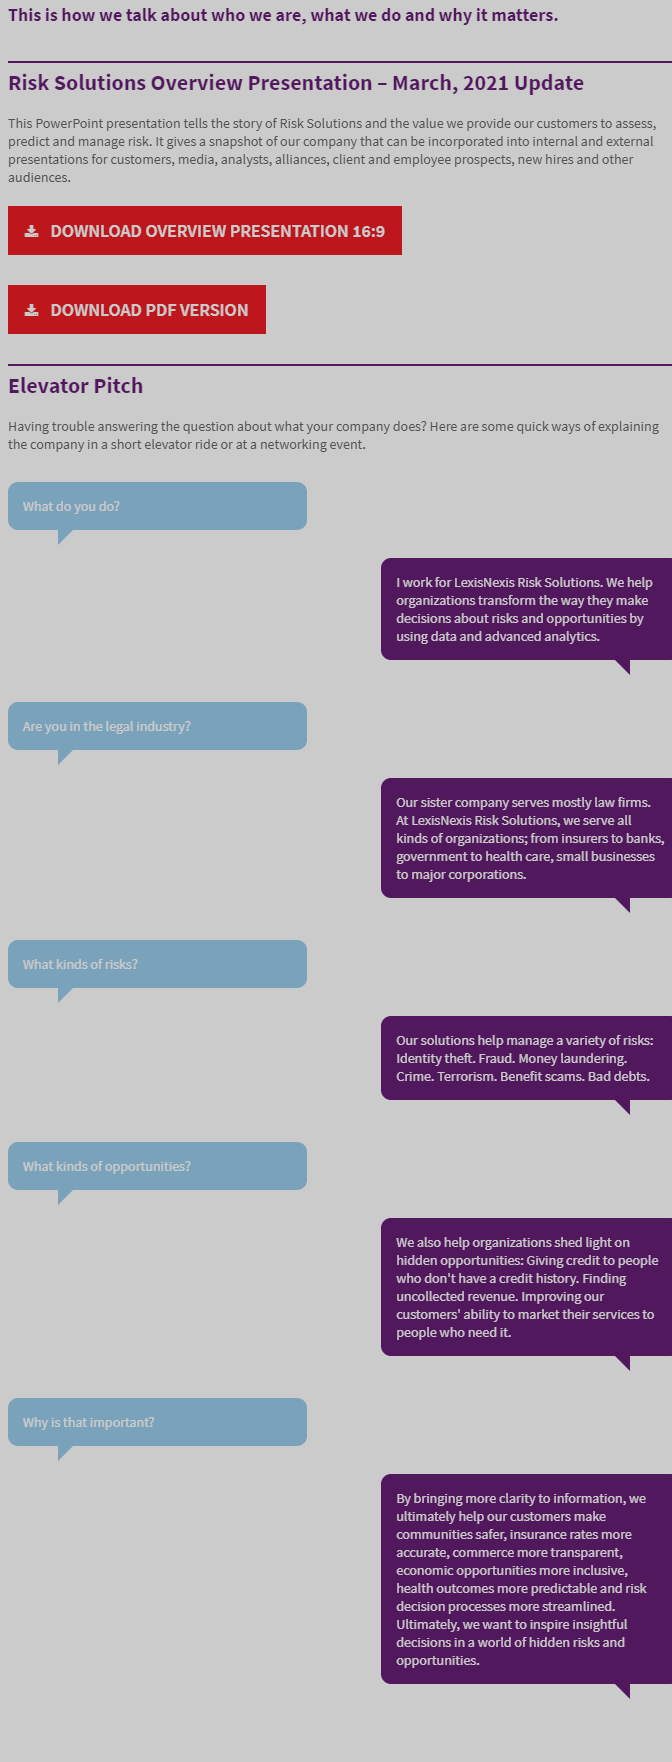 This is how we talk about who we are, what we do and why it matters.
Risk Solutions Overview Presentation – March, 2021 Update
This PowerPoint presentation tells the story of Risk Solutions and the value we provide our customers to assess,
predict and manage risk. It gives a snapshot of our company that can be incorporated into internal and external
presentations for customers, media, analysts, alliances, client and employee prospects, new hires and other
audiences.
DOWNLOAD OVERVIEW PRESENTATION 16:9
DOWNLOAD PDF VERSION
Elevator Pitch
Having trouble answering the question about what your company does? Here are some quick ways of explaining
the company in a short elevator ride or at a networking event.
What do you do?
I work for LexisNexis Risk Solutions. We help
organizations transform the way they make
decisions about risks and opportunities by
using data and advanced analytics.
Are you in the legal industry?
Our sister company serves mostly law firms.
At LexisNexis Risk Solutions, we serve all
kinds of organizations; from insurers to banks,
government to health care, small businesses
to major corporations.
What kinds of risks?
Our solutions help manage a variety of risks:
Identity theft. Fraud. Money laundering.
Crime. Terrorism. Benefit scams. Bad debts.
What kinds of opportunities?
We also help organizations shed light on
hidden opportunities: Giving credit to people
who don't have a credit history. Finding
uncollected revenue. Improving our
customers' ability to market their services to
people who need it.
Why is that important?
By bringing more clarity to information, we
ultimately help our customers make
communities safer, insurance rates more
accurate, commerce more transparent,
economic opportunities more inclusive,
health outcomes more predictable and risk
decision processes more streamlined.
Ultimately, we want to inspire insightful
decisions in a world of hidden risks and
opportunities.